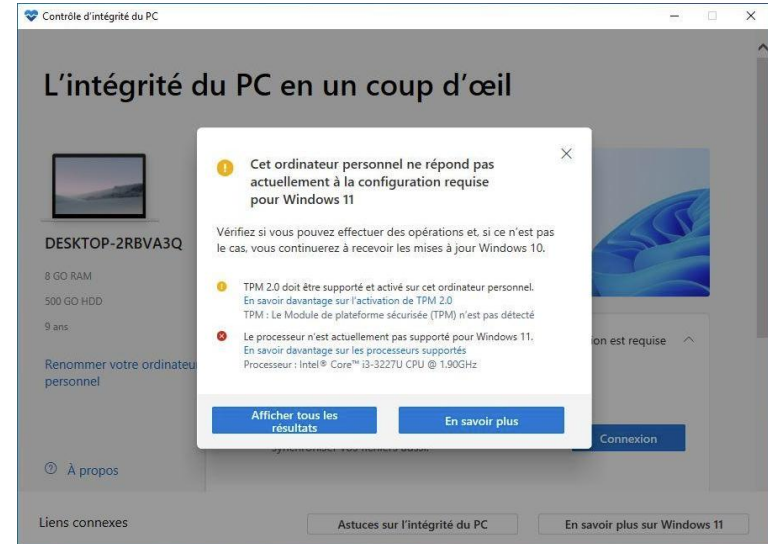 Contrôle d'intégrité du PC
L'intégrité du PC en un coup d'œil
DESKTOP-2RBVA3Q
8 GO RAM
500 GO HDD
9 ans
Renommer votre ordinateur
personnel
À propos
Cet ordinateur personnel ne répond pas
actuellement à la configuration requise
pour Windows 11
Vérifiez si vous pouvez effectuer des opérations et, si ce n'est pas
le cas, vous continuerez à recevoir les mises à jour Windows 10.
TPM 2.0 doit être supporté et activé sur cet ordinateur personnel.
En savoir davantage sur l'activation de TPM 2.0
TPM : Le Module de plateforme sécurisée (TPM) n'est pas détecté
Le processeur n'est actuellement pas supporté pour Windows 11.
En savoir davantage sur les processeurs supportés
Processeur : Intel® Core™ i3-3227U CPU @ 1.90GHz
Afficher tous les
résultats
En savoir plus
ion est requise
synchroniser vos fichiers aussi.
Connexion
Liens connexes
Astuces sur l'intégrité du PC
En savoir plus sur Windows 11